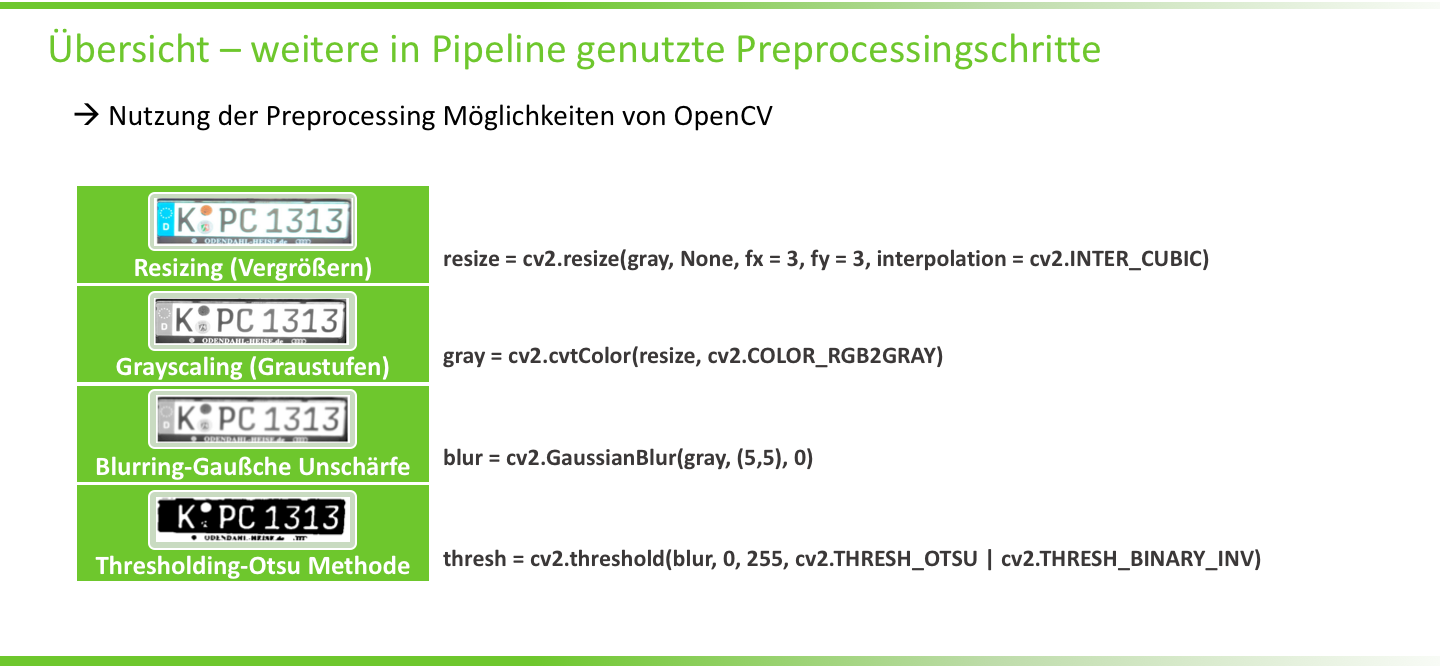 Übersicht – weitere in Pipeline genutzte Preprocessingschritte
→ Nutzung der Preprocessing Möglichkeiten von OpenCV
D K PC 1313
ODENDAHL-HEISE.de
Resizing (Vergrößern)
resize = cv2.resize(gray, None, fx = 3, fy = 3, interpolation = cv2.INTER_CUBIC)
D K PC 1313
ODENDAHL-HEISE.de
Grayscaling (Graustufen)
gray = cv2.cvtColor(resize, cv2.COLOR_RGB2GRAY)
D K PC 1313
ODENDAHL-HEISE.de
Blurring-Gaußche Unschärfe
blur = cv2.GaussianBlur(gray, (5,5), 0)
K PC 1313
ODENDAHL-HEISE.de
Thresholding-Otsu Methode
thresh = cv2.threshold(blur, 0, 255, cv2.THRESH_OTSU | cv2.THRESH_BINARY_INV)